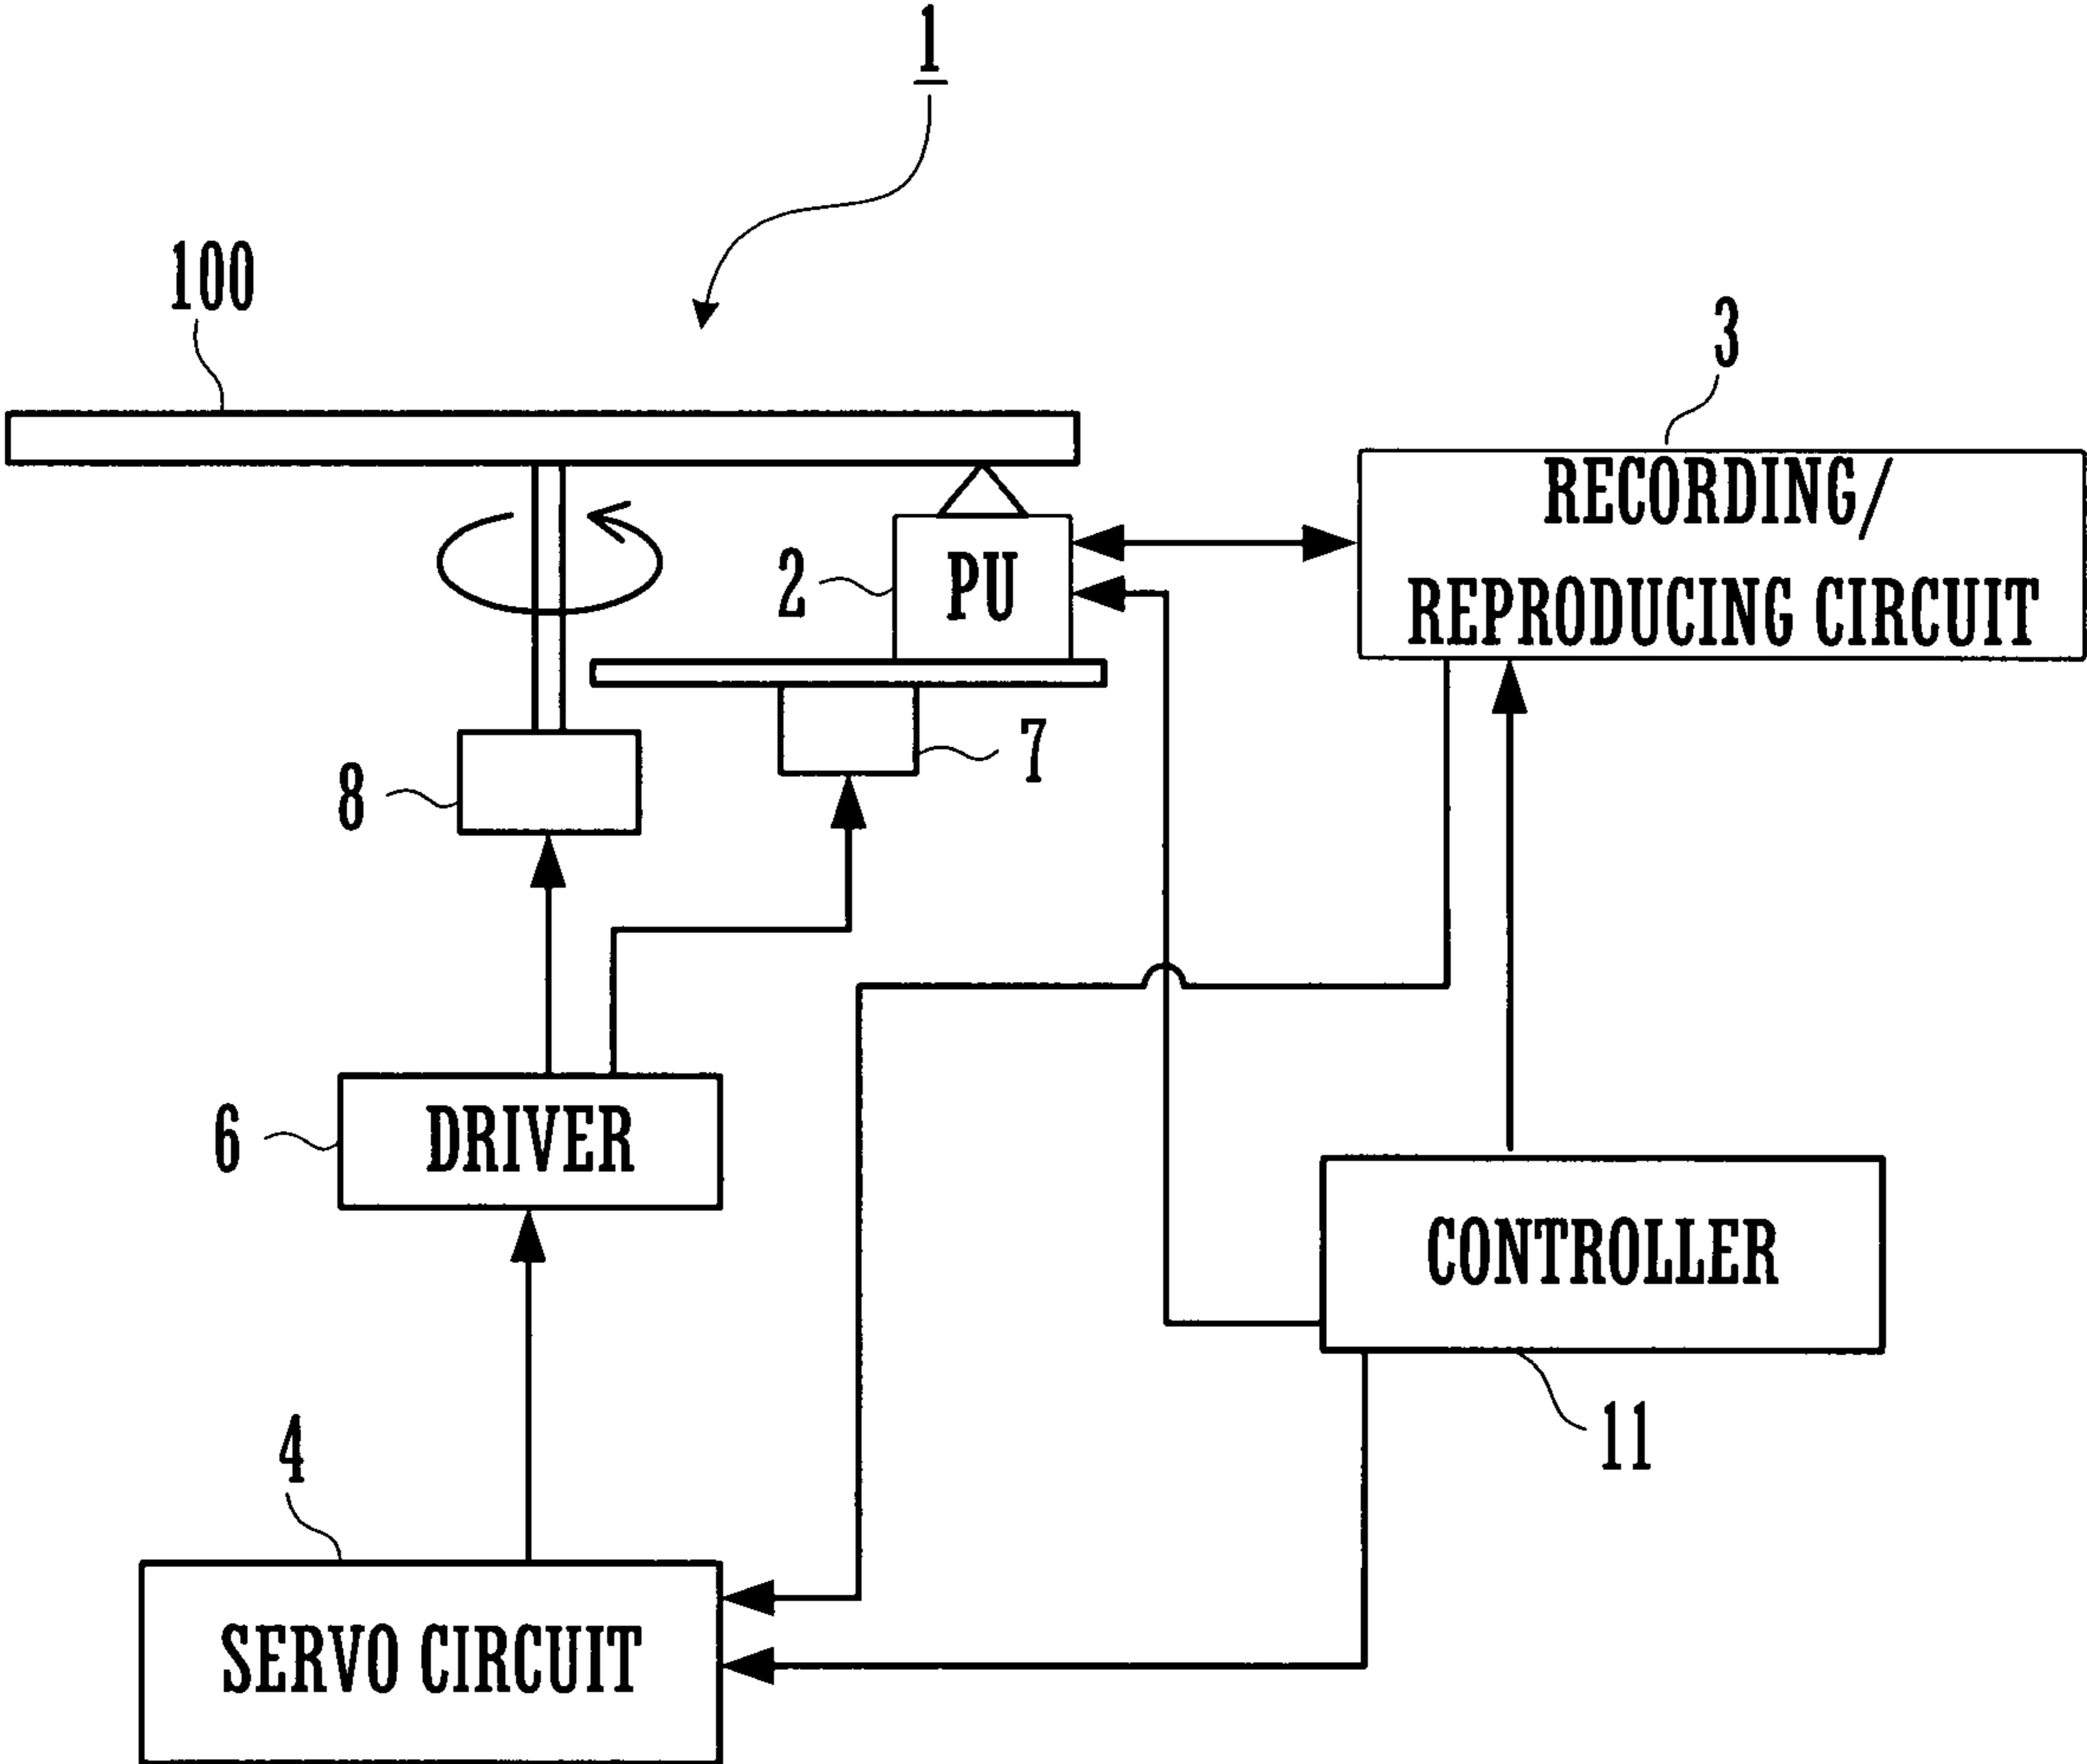 1
100
3
RECORDING/
REPRODUCING CIRCUIT
2
PU
7
8
6
DRIVER
CONTROLLER
11
4
SERVO CIRCUIT